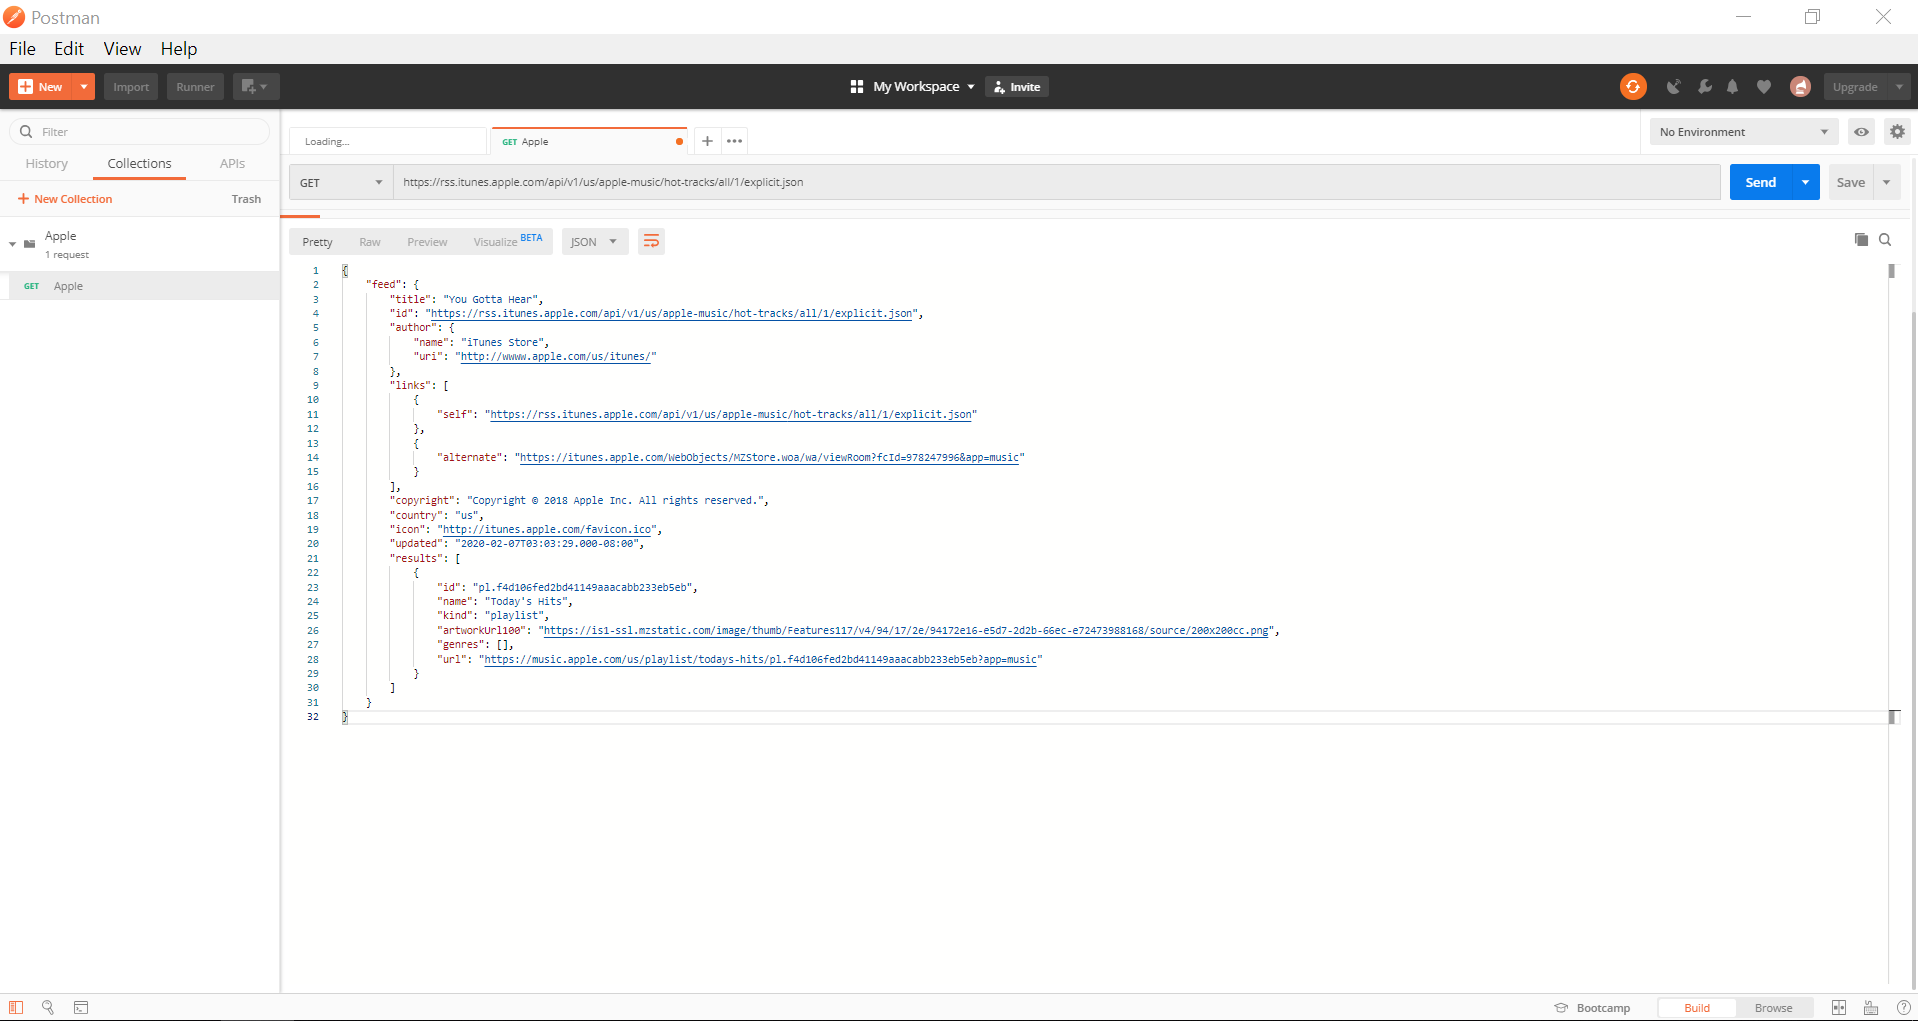 Postman
File Edit View Help
New Import Runner My Workspace Invite Upgrade
Filter
History Collections APIs
+ New Collection Trash
Apple
1 request
GET Apple
Loading... GET Apple + ••• No Environment
GET https://rss.itunes.apple.com/api/v1/us/apple-music/hot-tracks/all/1/explicit.json Send Save
Pretty Raw Preview Visualize BETA JSON
1 {
2 "feed": {
3 "title": "You Gotta Hear",
4 "id": "https://rss.itunes.apple.com/api/v1/us/apple-music/hot-tracks/all/1/explicit.json",
5 "author": {
6 "name": "iTunes Store",
7 "uri": "http://wwww.apple.com/us/itunes/"
8 },
9 "links": [
10 {
11 "self": "https://rss.itunes.apple.com/api/v1/us/apple-music/hot-tracks/all/1/explicit.json"
12 },
13 {
14 "alternate": "https://itunes.apple.com/WebObjects/MZStore.woa/wa/viewRoom?fcId=978247996&app=music"
15 }
16 ],
17 "copyright": "Copyright © 2018 Apple Inc. All rights reserved.",
18 "country": "us",
19 "icon": "http://itunes.apple.com/favicon.ico",
20 "updated": "2020-02-07T03:03:29.000-08:00",
21 "results": [
22 {
23 "id": "pl.f4d106fed2bd41149aaacabb233eb5eb",
24 "name": "Today's Hits",
25 "kind": "playlist",
26 "artworkUrl100": "https://is1-ssl.mzstatic.com/image/thumb/Features117/v4/94/17/2e/94172e16-e5d7-2d2b-66ec-e72473988168/source/200x200cc.png",
27 "genres": [],
28 "url": "https://music.apple.com/us/playlist/todays-hits/pl.f4d106fed2bd41149aaacabb233eb5eb?app=music"
29 }
30 ]
31 }
32 }
Bootcamp Build Browse